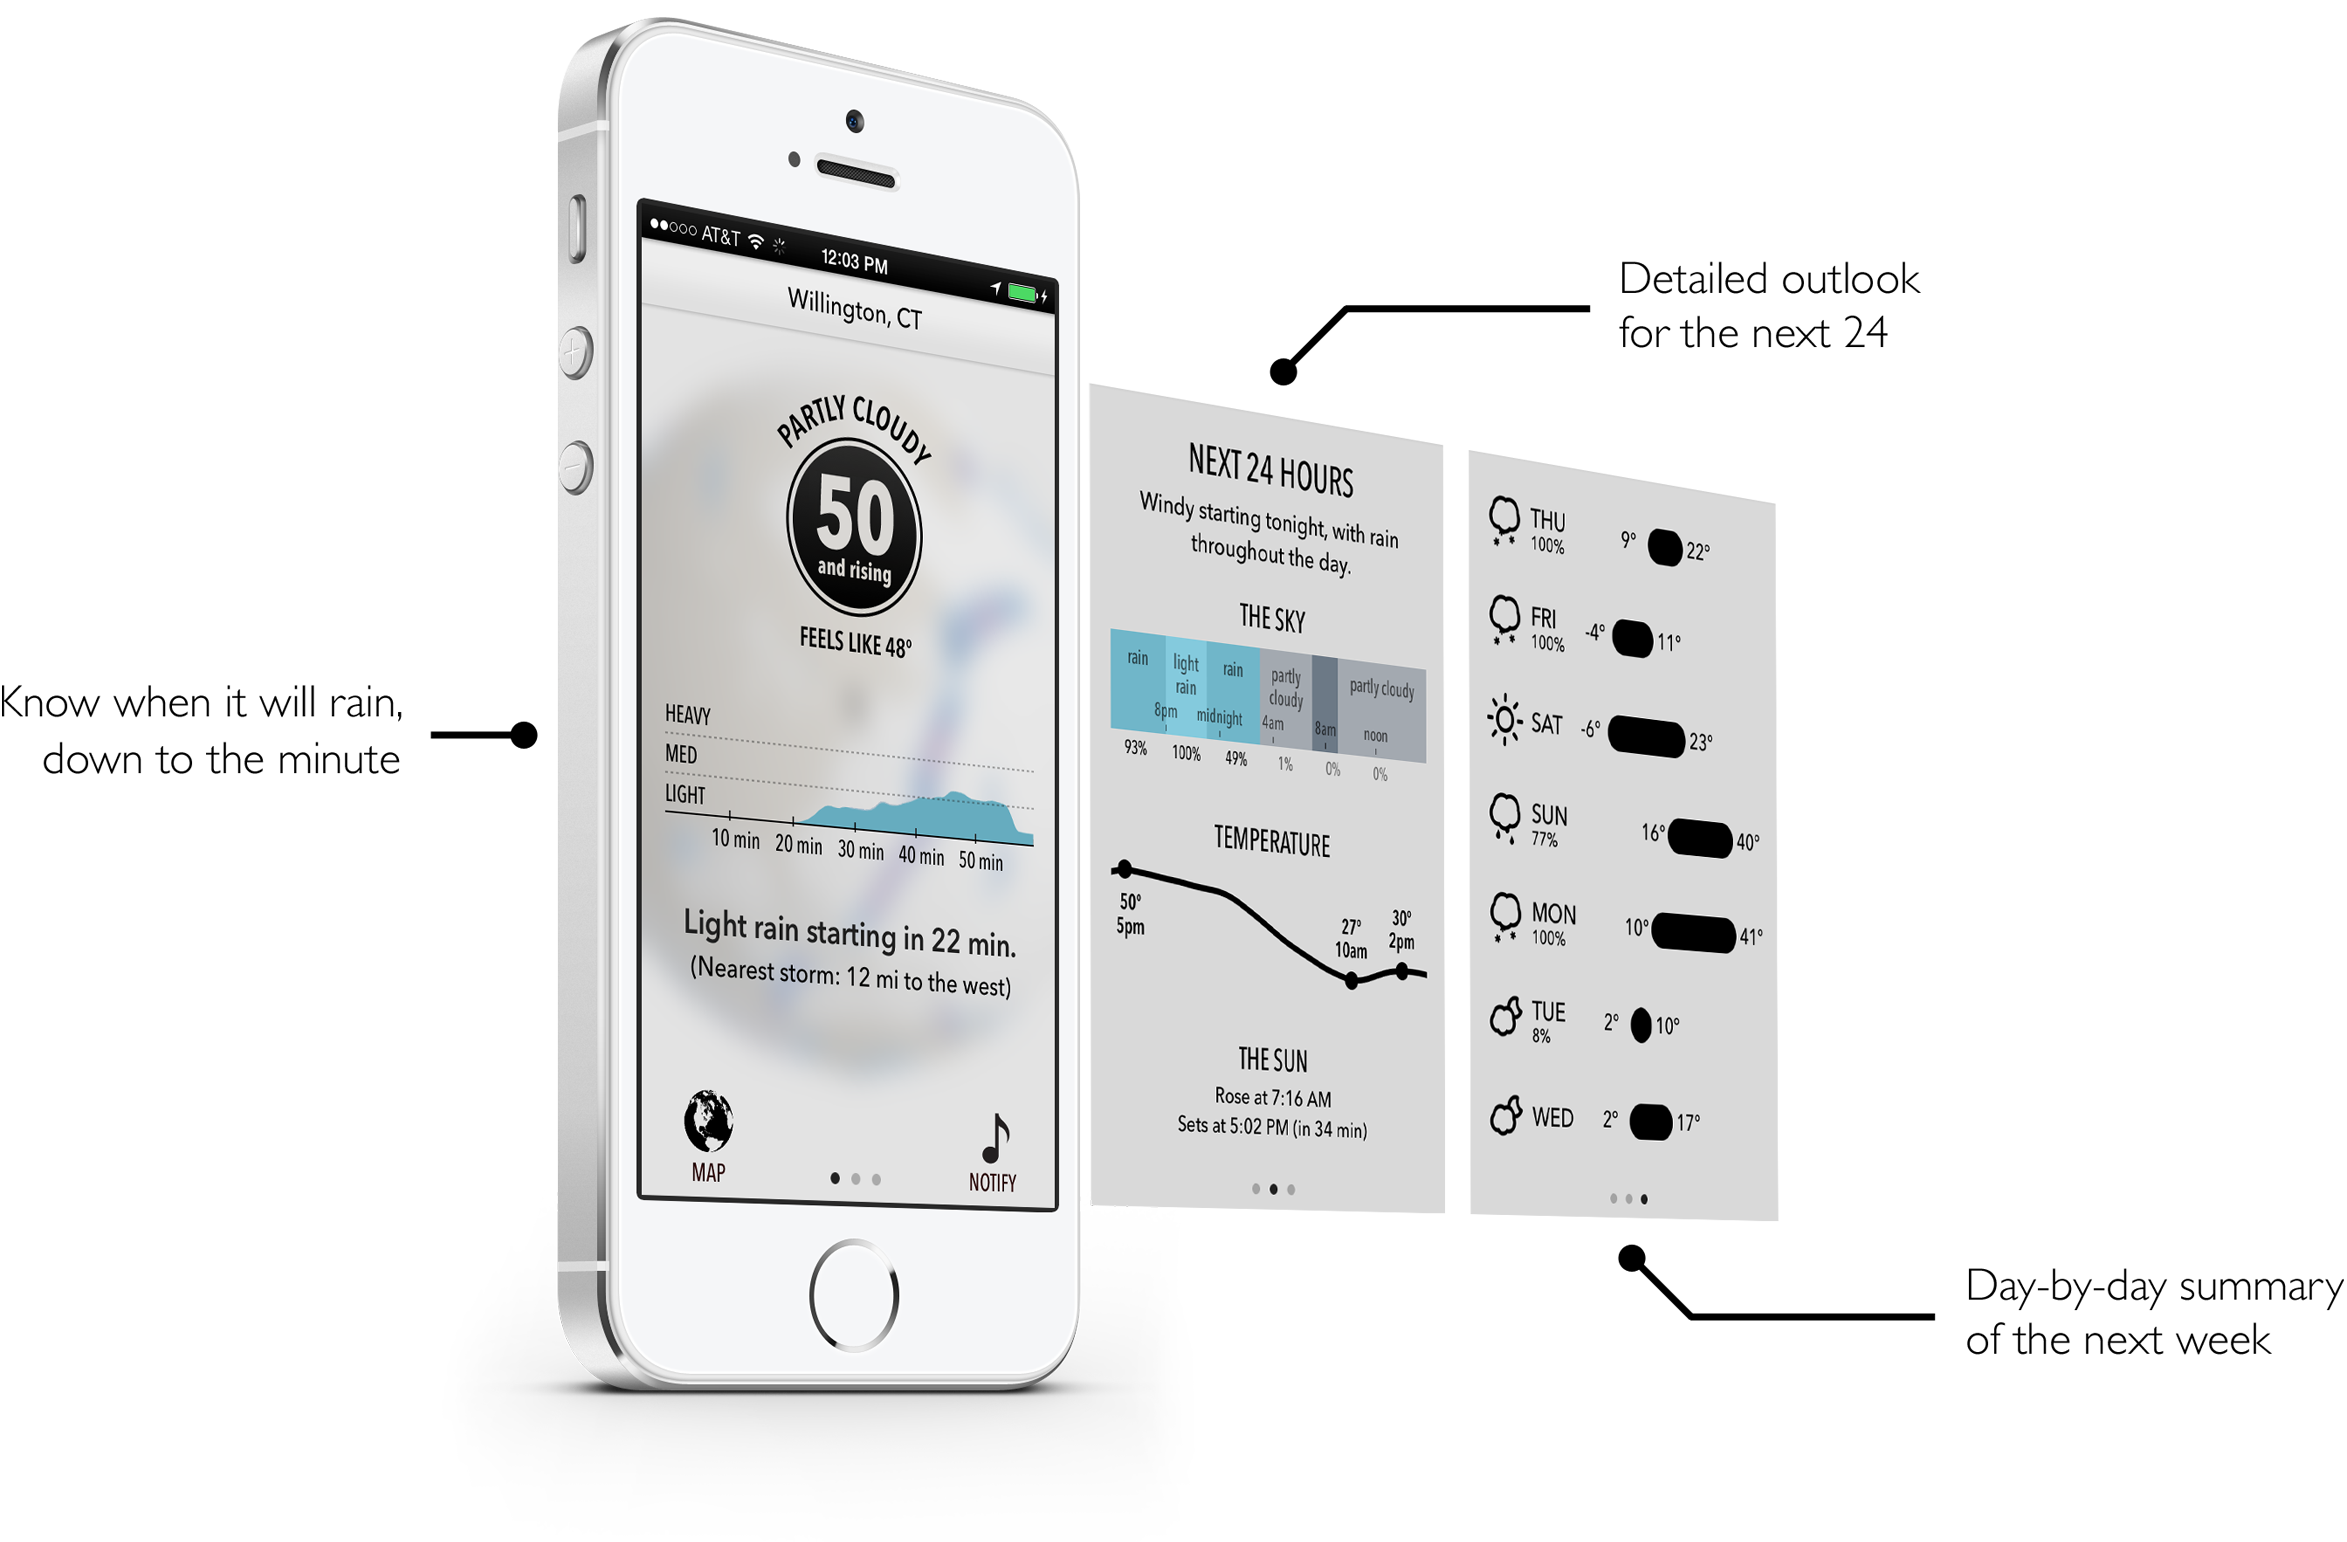 Know when it will rain,
down to the minute
AT&T
12:03 PM
Willington, CT
PARTLY CLOUDY
50
and rising
FEELS LIKE 48°
HEAVY
MED
LIGHT
10 min 20 min 30 min 40 min 50 min
Light rain starting in 22 min.
(Nearest storm: 12 mi to the west)
MAP
NOTIFY
Detailed outlook
for the next 24
NEXT 24 HOURS
Windy starting tonight, with rain
throughout the day.
THE SKY
rain light rain partly partly cloudy
rain cloudy
8pm midnight 4am 8am noon
93% 100% 49% 1% 0% 0%
TEMPERATURE
50° 27° 30°
5pm 10am 2pm
THE SUN
Rose at 7:16 AM
Sets at 5:02 PM (in 34 min)
THU 9° 22°
100%
FRI -4° 11°
100%
SAT -6° 23°
SUN 16° 40°
77%
MON 10° 41°
100%
TUE 2° 10°
8%
WED 2° 17°
Day-by-day summary
of the next week